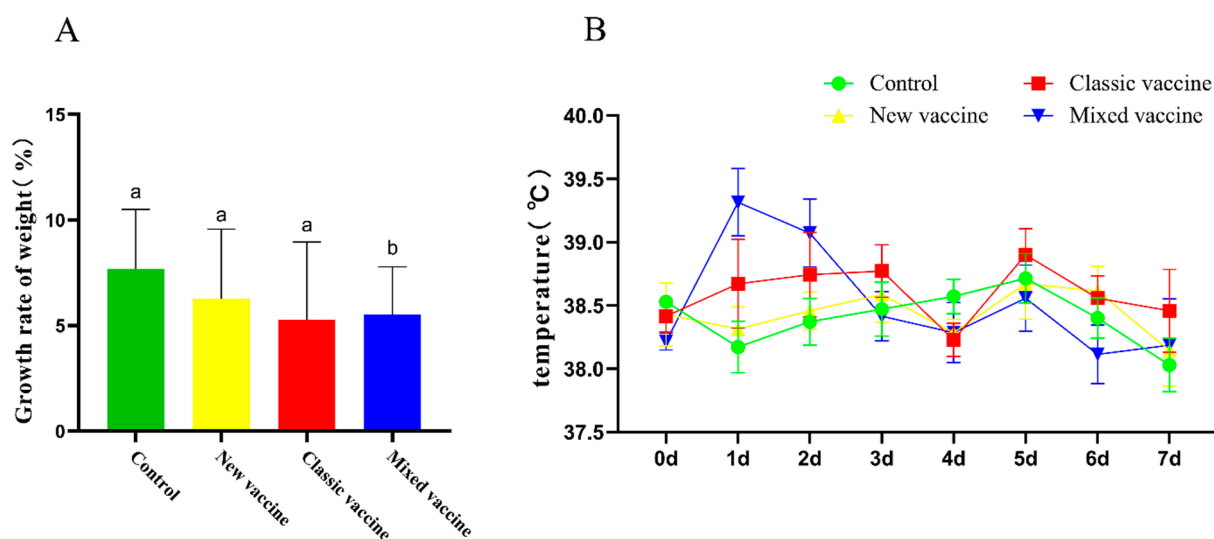 A
Growth rate of weight( %)
15
10
5
0
a
a
a
b
Control
New vaccine
Classic vaccine
Mixed vaccine
B
Control
Classic vaccine
New vaccine
Mixed vaccine
temperature( ℃)
40.0
39.5
39.0
38.5
38.0
37.5
0d 1d 2d 3d 4d 5d 6d 7d